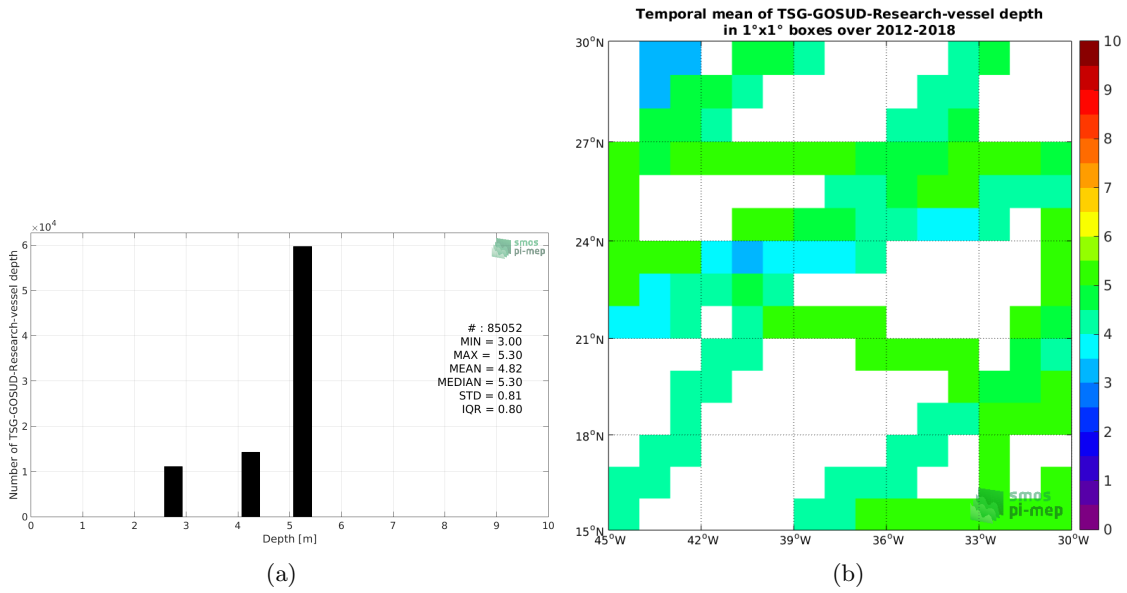 ×10⁴
6
5
4
3
2
1
0
Number of TSG-GOSUD-Research-vessel depth
0 1 2 3 4 5 6 7 8 9 10
Depth [m]
smos
pi-mep
# : 85052
MIN = 3.00
MAX = 5.30
MEAN = 4.82
MEDIAN = 5.30
STD = 0.81
IQR = 0.80
(a)
Temporal mean of TSG-GOSUD-Research-vessel depth
in 1°x1° boxes over 2012-2018
30°N
27°N
24°N
21°N
18°N
15°N
45°W 42°W 39°W 36°W 33°W 30°W
smos
pi-mep
10
9
8
7
6
5
4
3
2
1
0
(b)